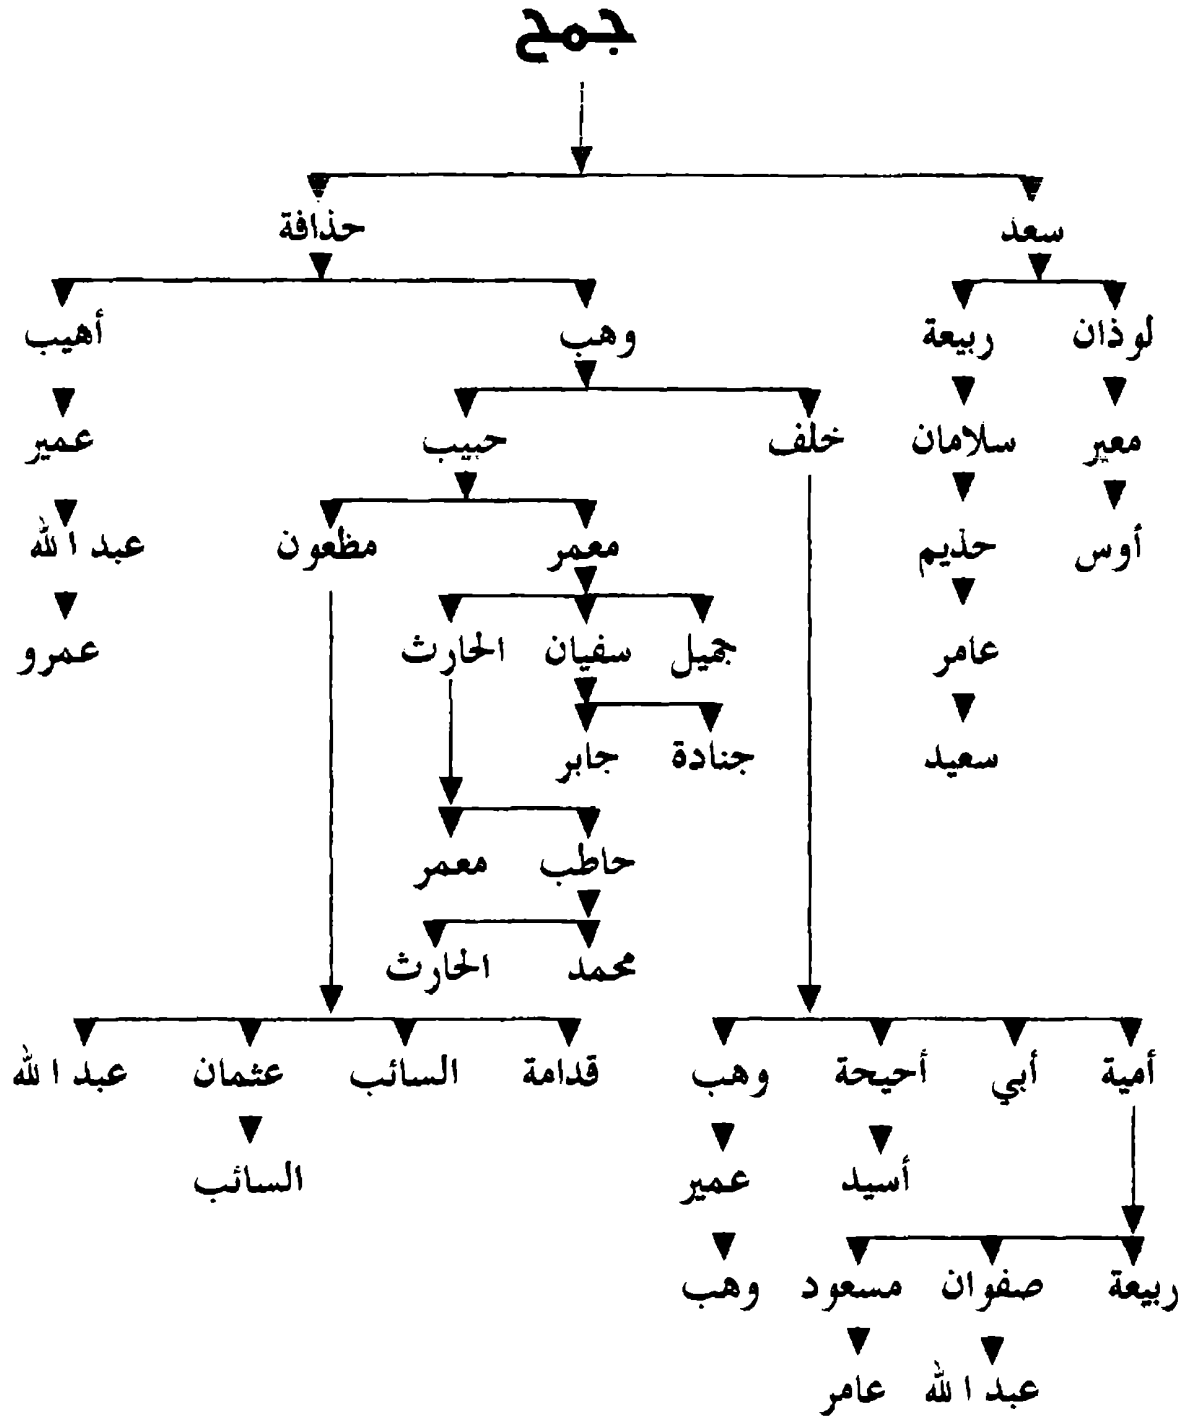 جمح
سعد حذافة
لوذان ربيعة وهب أهيب
معير سلامان خلف حبيب عمير
أوس حذيم معمر مظعون عبد الله
عامر جميل سفيان الحارث عمرو
سعيد جنادة جابر
حاطب معمر
محمد الحارث
أمية أبي أحيحة وهب قدامة السائب عثمان عبد الله
أسيد عمير السائب
ربيعة صفوان مسعود وهب
عبد الله عامر